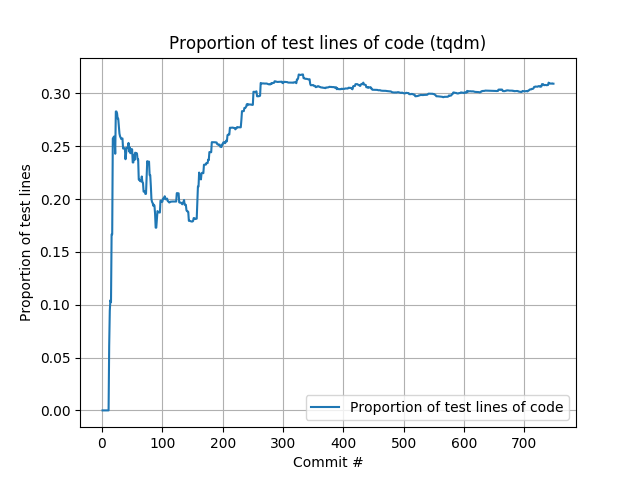 Proportion of test lines of code (tqdm)
Proportion of test lines
0.30
0.25
0.20
0.15
0.10
0.05
0.00
Proportion of test lines of code
0 100 200 300 400 500 600 700
Commit #